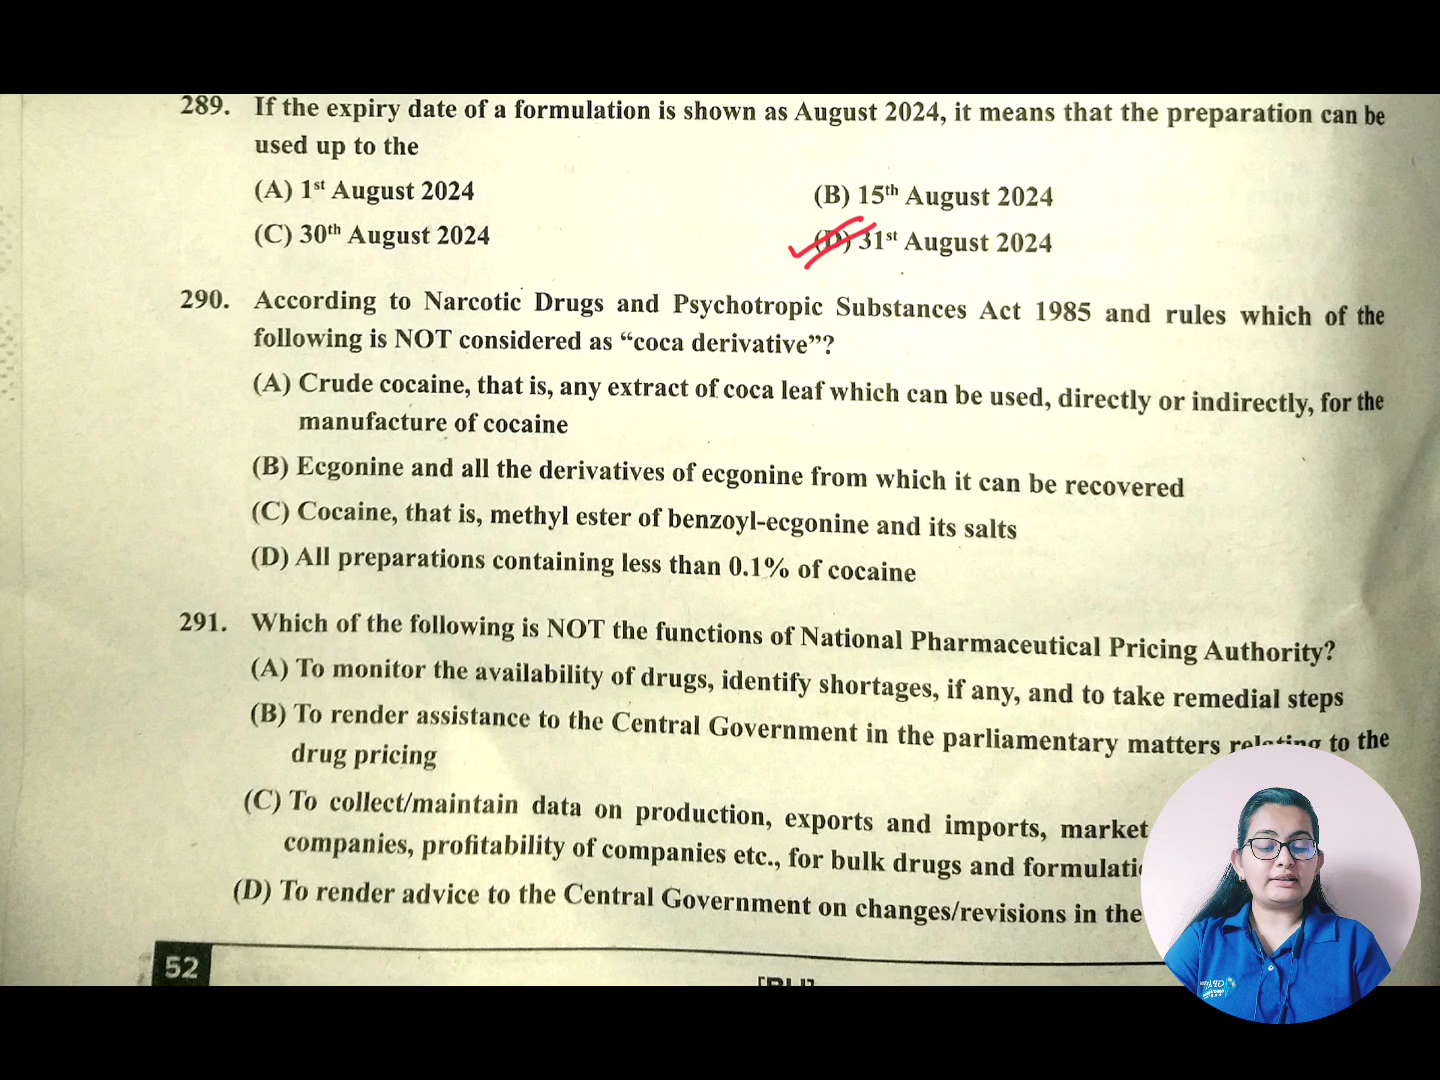 289. If the expiry date of a formulation is shown as August 2024, it means that the preparation can be
used up to the
(A) 1st August 2024 (B) 15th August 2024
(C) 30th August 2024 (D) 31st August 2024
290. According to Narcotic Drugs and Psychotropic Substances Act 1985 and rules which of the
following is NOT considered as “coca derivative”?
(A) Crude cocaine, that is, any extract of coca leaf which can be used, directly or indirectly, for the
manufacture of cocaine
(B) Ecgonine and all the derivatives of ecgonine from which it can be recovered
(C) Cocaine, that is, methyl ester of benzoyl-ecgonine and its salts
(D) All preparations containing less than 0.1% of cocaine
291. Which of the following is NOT the functions of National Pharmaceutical Pricing Authority?
(A) To monitor the availability of drugs, identify shortages, if any, and to take remedial steps
(B) To render assistance to the Central Government in the parliamentary matters relating to the
drug pricing
(C) To collect/maintain data on production, exports and imports, market
companies, profitability of companies etc., for bulk drugs and
(D) To render advice to the Central Government on changes/revisions in the
52